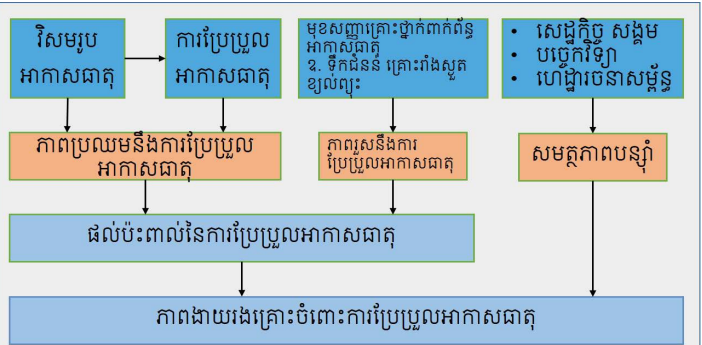 វិសមរូប
អាកាសធាតុ
ការប្រែប្រួល
អាកាសធាតុ
មុខសញ្ញាគ្រោះថ្នាក់ពាក់ព័ន្ធ
អាកាសធាតុ
ឧ. ទឹកជំនន់ គ្រោះរាំងស្ងួត
ខ្យល់ព្យុះ
• សេដ្ឋកិច្ច សង្គម
• បច្ចេកវិទ្យា
• ហេដ្ឋារចនាសម្ព័ន្ធ
ភាពប្រឈមនឹងការប្រែប្រួល
អាកាសធាតុ
ភាពរួសនឹងការ
ប្រែប្រួលអាកាសធាតុ
សមត្ថភាពបន្ស៊ាំ
ផល់ប៉ះពាល់នៃការប្រែប្រួលអាកាសធាតុ
ភាពងាយរងគ្រោះចំពោះការប្រែប្រួលអាកាសធាតុ